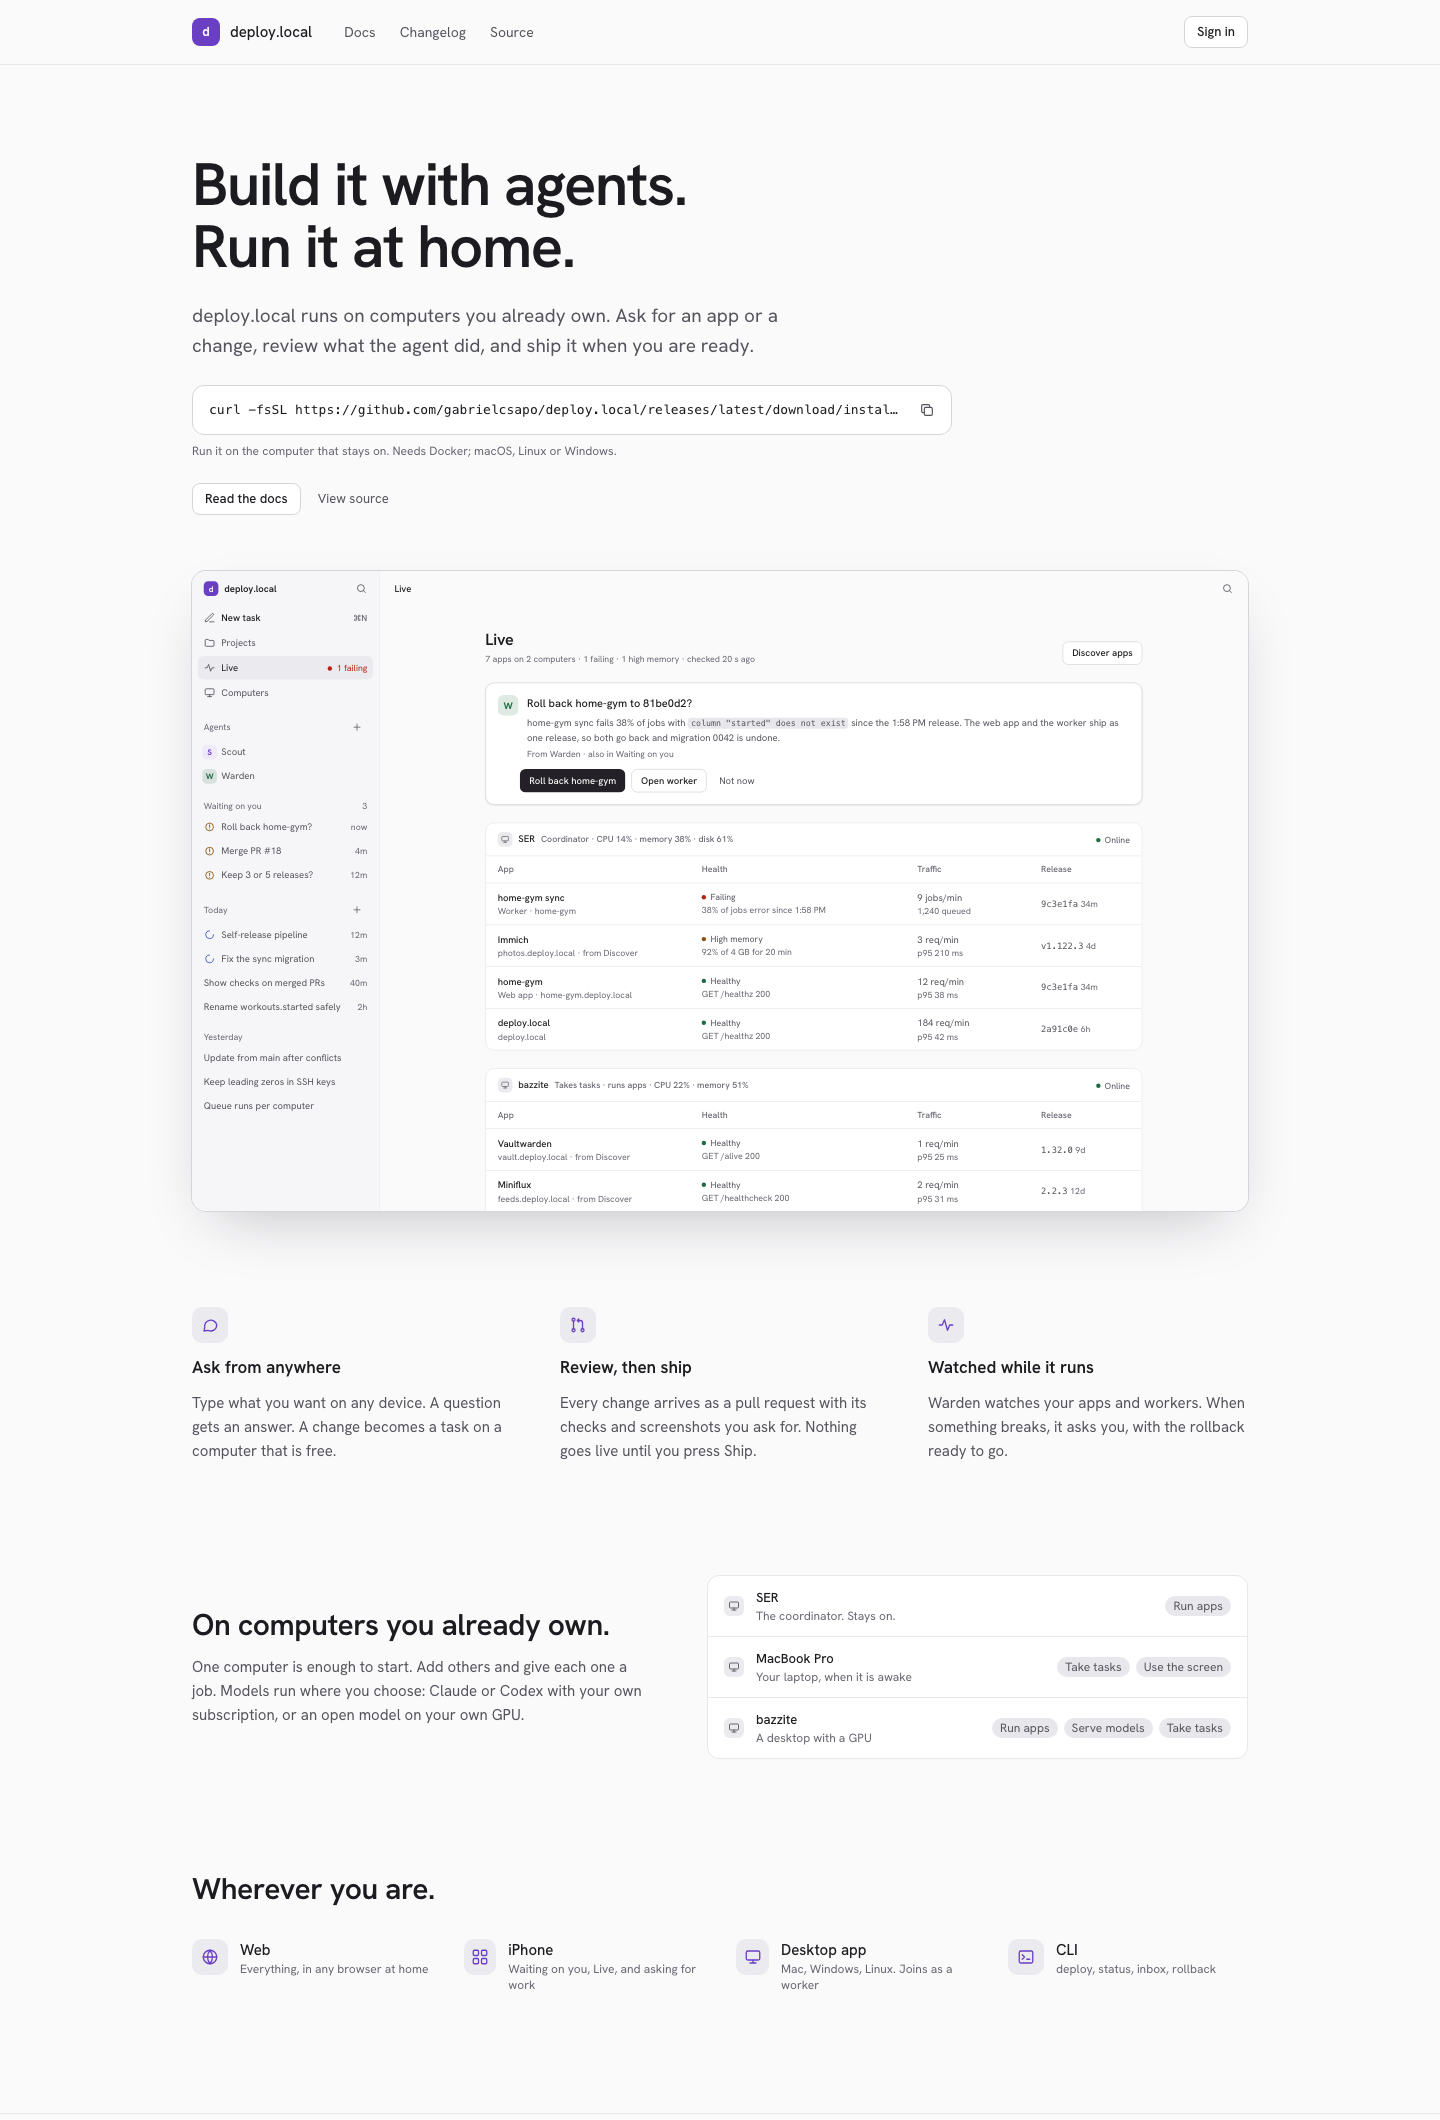 d deploy.local Docs Changelog Source Sign in
Build it with agents.
Run it at home.
deploy.local runs on computers you already own. Ask for an app or a
change, review what the agent did, and ship it when you are ready.
curl -fsSL https://github.com/gabrielcsapo/deploy.local/releases/latest/download/instal…
Run it on the computer that stays on. Needs Docker; macOS, Linux or Windows.
Read the docs View source
d deploy.local
New task ⌘N
Projects
Live 1 failing
Computers
Agents
S Scout
W Warden
Waiting on you 3
Roll back home-gym? now
Merge PR #18 4m
Keep 3 or 5 releases? 12m
Today
Self-release pipeline 12m
Fix the sync migration 3m
Show checks on merged PRs 40m
Rename workouts.started safely 2h
Yesterday
Update from main after conflicts
Keep leading zeros in SSH keys
Queue runs per computer
Live
Live
7 apps on 2 computers · 1 failing · 1 high memory · checked 20 s ago
Discover apps
W Roll back home-gym to 81be0d2?
home-gym sync fails 38% of jobs with column "started" does not exist since the 1:58 PM release. The web app and the worker ship as
one release, so both go back and migration 0042 is undone.
From Warden · also in Waiting on you
Roll back home-gym Open worker Not now
SER Coordinator · CPU 14% · memory 38% · disk 61% Online
App Health Traffic Release
home-gym sync Failing 9 jobs/min 9c3e1fa 34m
Worker · home-gym 38% of jobs error since 1:58 PM 1,240 queued
Immich High memory 3 req/min v1.122.3 4d
photos.deploy.local · from Discover 92% of 4 GB for 20 min p95 210 ms
home-gym Healthy 12 req/min 9c3e1fa 34m
Web app · home-gym.deploy.local GET /healthz 200 p95 38 ms
deploy.local Healthy 184 req/min 2a91c0e 6h
deploy.local GET /healthz 200 p95 42 ms
bazzite Takes tasks · runs apps · CPU 22% · memory 51% Online
App Health Traffic Release
Vaultwarden Healthy 1 req/min 1.32.0 9d
vault.deploy.local · from Discover GET /alive 200 p95 25 ms
Miniflux Healthy 2 req/min 2.2.3 12d
feeds.deploy.local · from Discover GET /healthcheck 200 p95 31 ms
Ask from anywhere
Type what you want on any device. A question
gets an answer. A change becomes a task on a
computer that is free.
Review, then ship
Every change arrives as a pull request with its
checks and screenshots you ask for. Nothing
goes live until you press Ship.
Watched while it runs
Warden watches your apps and workers. When
something breaks, it asks you, with the rollback
ready to go.
On computers you already own.
One computer is enough to start. Add others and give each one a
job. Models run where you choose: Claude or Codex with your own
subscription, or an open model on your own GPU.
SER
The coordinator. Stays on.
Run apps
MacBook Pro
Your laptop, when it is awake
Take tasks Use the screen
bazzite
A desktop with a GPU
Run apps Serve models Take tasks
Wherever you are.
Web
Everything, in any browser at home
iPhone
Waiting on you, Live, and asking for
work
Desktop app
Mac, Windows, Linux. Joins as a
worker
CLI
deploy, status, inbox, rollback